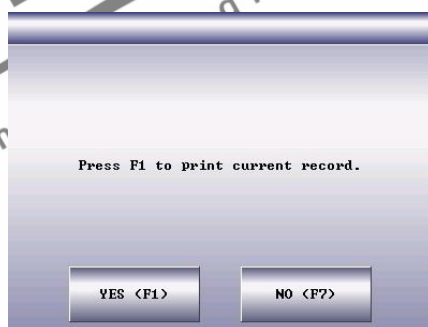 Press F1 to print current record.
YES (F1)
NO (F7)